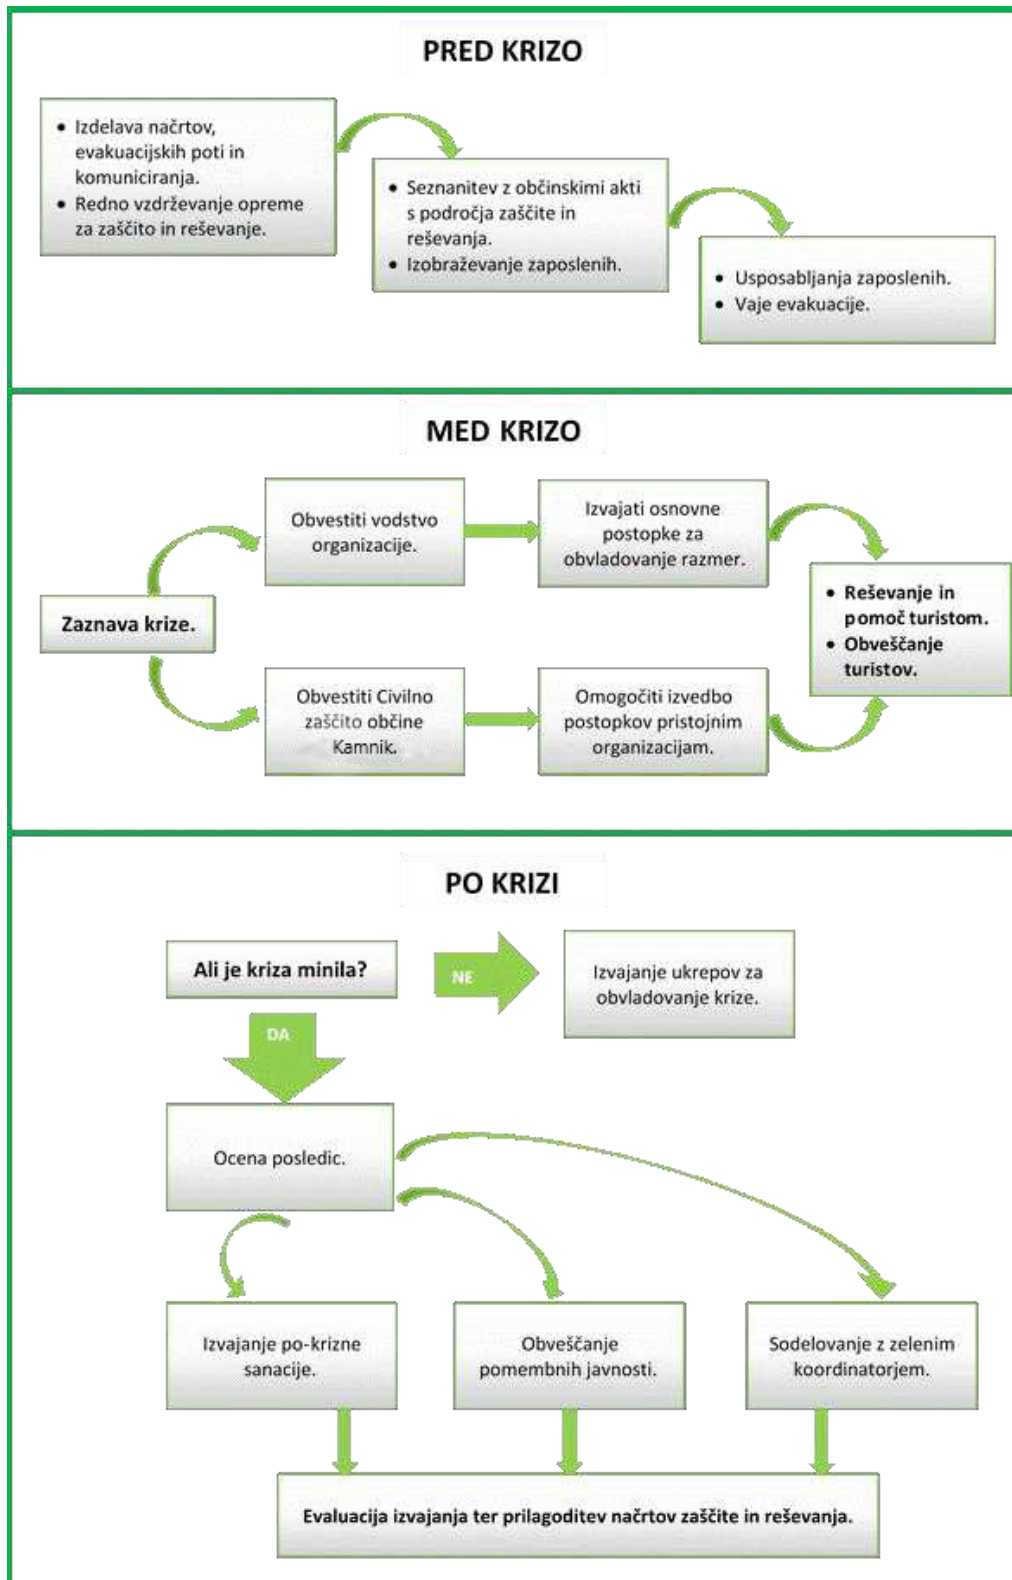 PRED KRIZO
• Izdelava načrtov,
evakuacijskih poti in
komuniciranja.
• Redno vzdrževanje opreme
za zaščito in reševanje.
• Seznanitev z občinskimi akti
s področja zaščite in
reševanja.
• Izobraževanje zaposlenih.
• Usposabljanja zaposlenih.
• Vaje evakuacije.
MED KRIZO
Zaznava krize.
Obvestiti vodstvo
organizacije.
Izvajati osnovne
postopke za
obvladovanje razmer.
Obvestiti Civilno
zaščito občine
Kamnik.
Omogočiti izvedbo
postopkov pristojnim
organizacijam.
• Reševanje in
pomoč turistom.
• Obveščanje
turistov.
PO KRIZI
Ali je kriza minila?
NE
Izvajanje ukrepov za
obvladovanje krize.
DA
Ocena posledic.
Izvajanje po-krizne
sanacije.
Obveščanje
pomembnih javnosti.
Sodelovanje z zelenim
koordinatorjem.
Evaluacija izvajanja ter prilagoditev načrtov zaščite in reševanja.